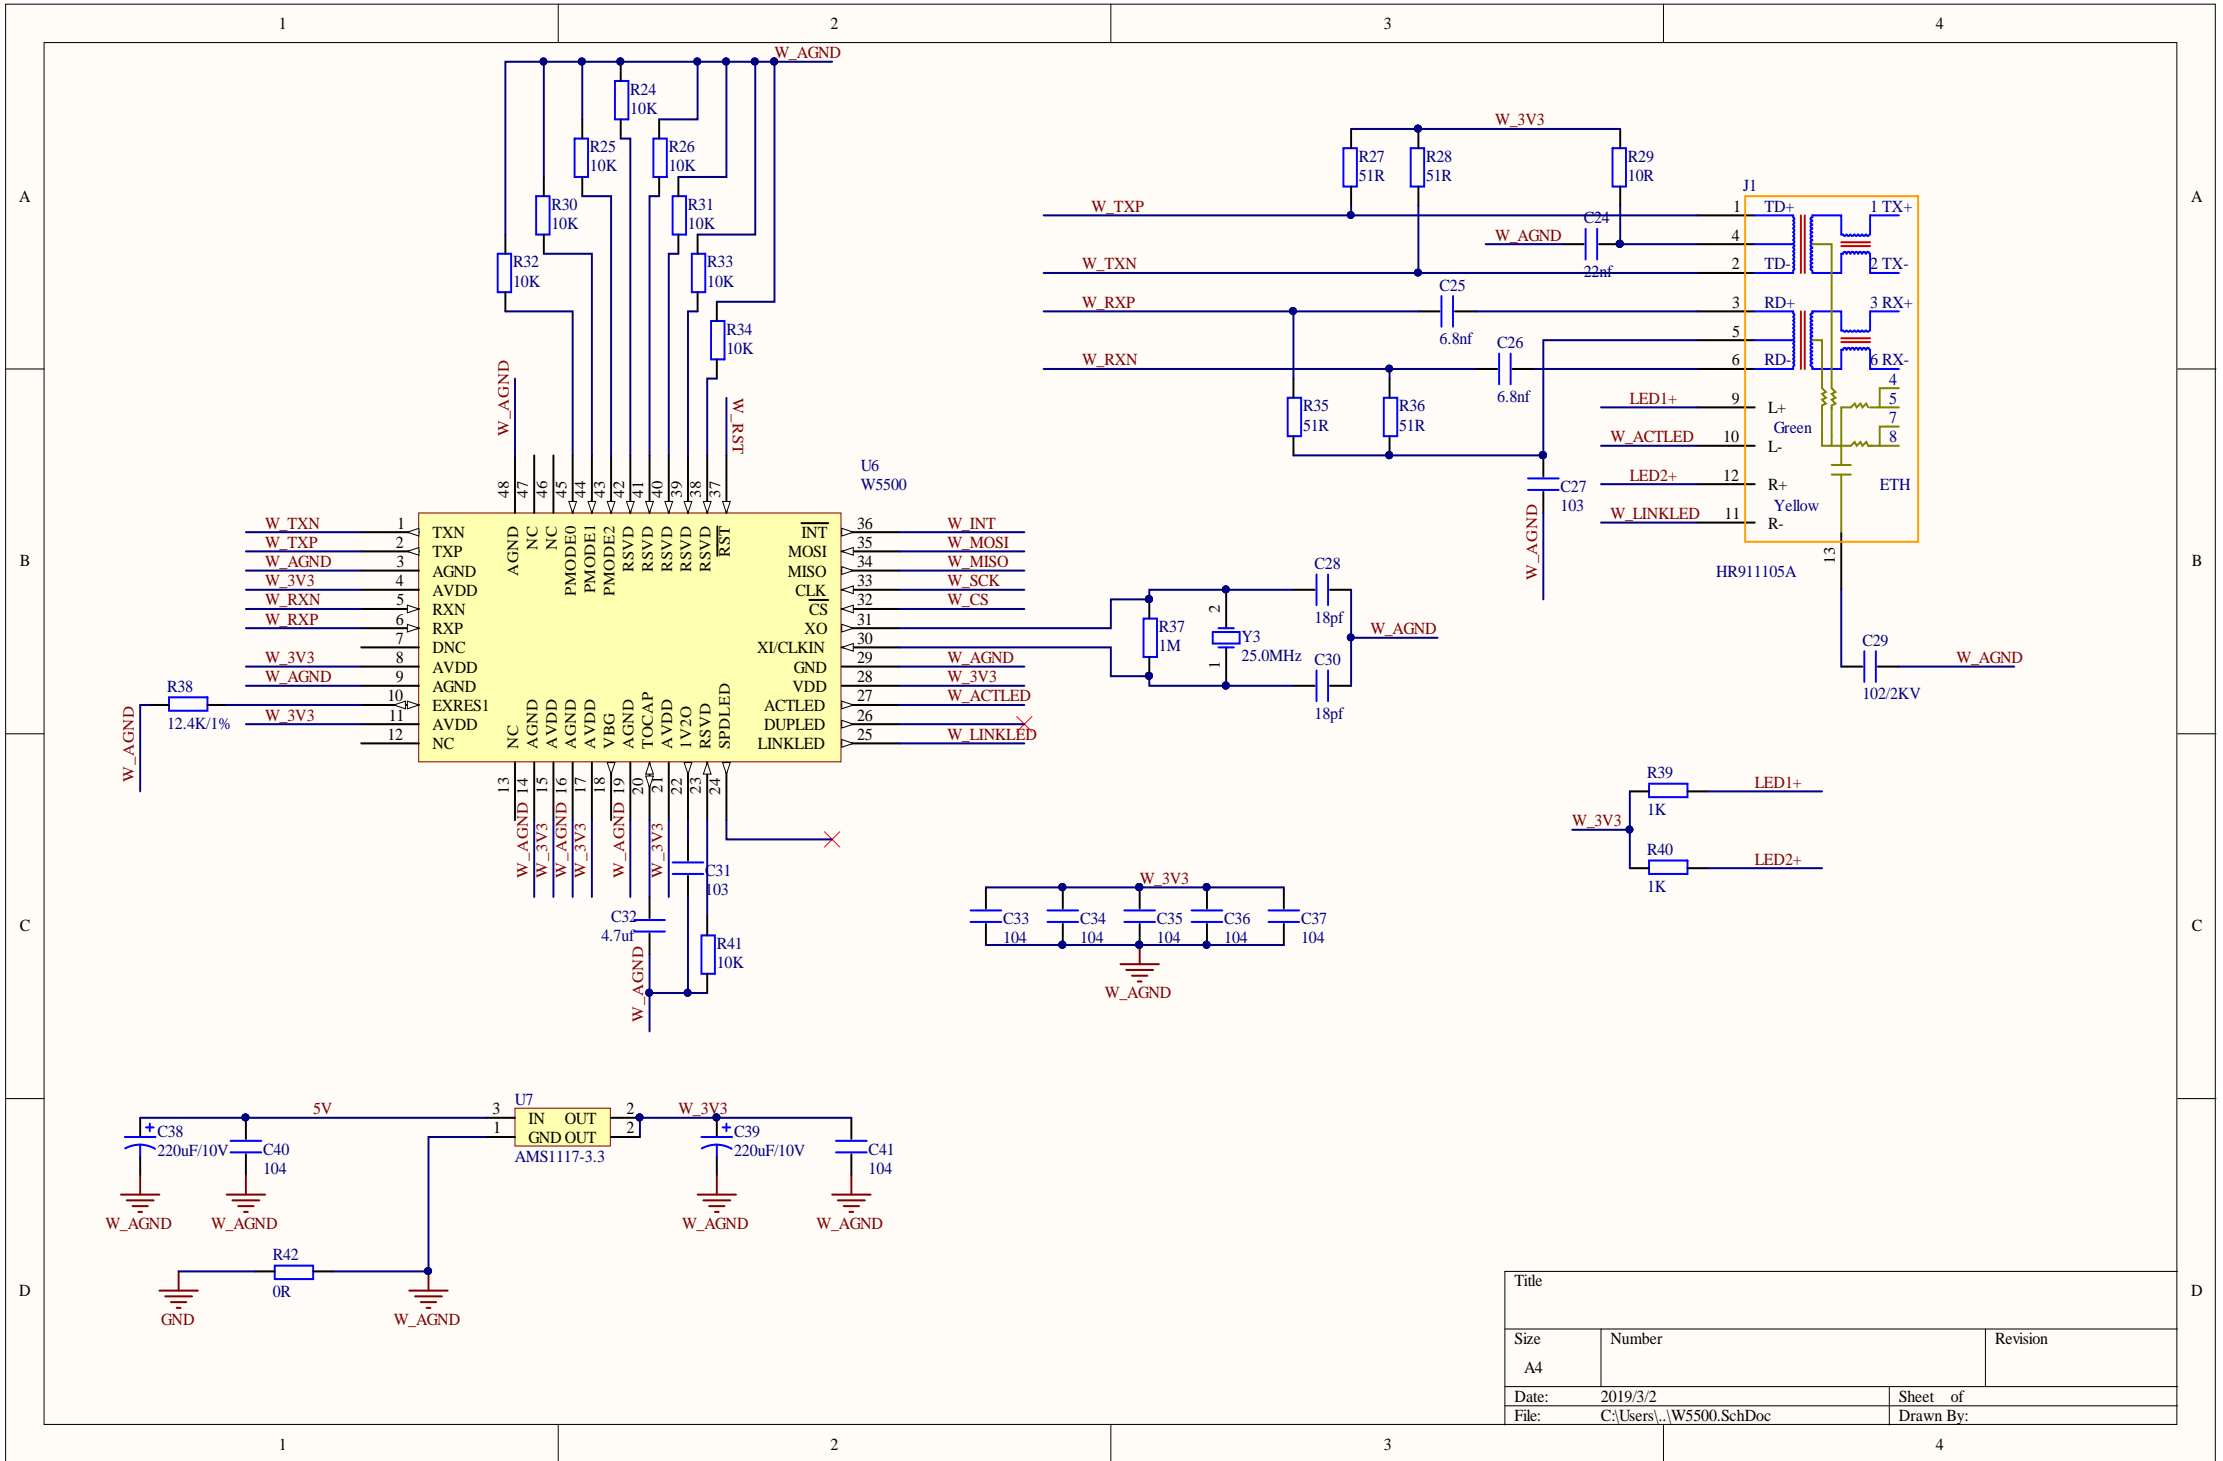 1 2 3 4
A
B
C
D
A
B
C
D
1 2 3 4
W_AGND
R24
10K
R25
10K
R26
10K
R30
10K
R31
10K
R32
10K
R33
10K
R34
10K
W_AGND
W_RST
U6
W5500
48 47 46 45 44 43 42 41 40 39 38 37
AGND NC NC PMODE0 PMODE1 PMODE2 RSVD RSVD RSVD RSVD RSVD RST
W_TXN 1 TXN
W_TXP 2 TXP
W_AGND 3 AGND
W_3V3 4 AVDD
W_RXN 5 RXN
W_RXP 6 RXP
7 DNC
W_3V3 8 AVDD
W_AGND 9 AGND
10 EXRES1
W_3V3 11 AVDD
12 NC
R38
12.4K/1%
W_AGND
INT 36 W_INT
MOSI 35 W_MOSI
MISO 34 W_MISO
CLK 33 W_SCK
CS 32 W_CS
XO 31
XI/CLKIN 30
GND 29 W_AGND
VDD 28 W_3V3
ACTLED 27 W_ACTLED
DUPLED 26
LINKLED 25 W_LINKLED
NC AGND AVDD AGND AVDD VBG AGND TOCAP AVDD 1V2O RSVD SPDLED
13 14 15 16 17 18 19 20 21 22 23 24
W_AGND W_3V3 W_AGND W_3V3 W_AGND W_3V3
C31
103
C32
4.7uf
R41
10K
W_AGND
R37
1M
2
Y3
25.0MHz
1
C28
18pf
C30
18pf
W_AGND
W_3V3
R27
51R
R28
51R
R29
10R
W_TXP
W_AGND
C24
22nf
W_TXN
W_RXP
C25
6.8nf
W_RXN
C26
6.8nf
R35
51R
R36
51R
C27
103
W_AGND
J1
1 TD+ 1 TX+
4
2 TD- 2 TX-
3 RD+ 3 RX+
5
6 RD- 6 RX-
4
5
7
8
LED1+ 9 L+
Green
W_ACTLED 10 L-
LED2+ 12 R+
ETH
Yellow
W_LINKLED 11 R-
13
HR911105A
C29
102/2KV
W_AGND
R39
1K
LED1+
W_3V3
R40
1K
LED2+
W_3V3
C33
104
C34
104
C35
104
C36
104
C37
104
W_AGND
5V
U7
3 IN OUT 2
1 GND OUT 2
AMS1117-3.3
W_3V3
+ C38
220uF/10V
C40
104
+ C39
220uF/10V
C41
104
W_AGND W_AGND W_AGND W_AGND
R42
0R
GND
W_AGND
Title
Size Number Revision
A4
Date: 2019/3/2 Sheet of
File: C:\Users\..\W5500.SchDoc Drawn By: